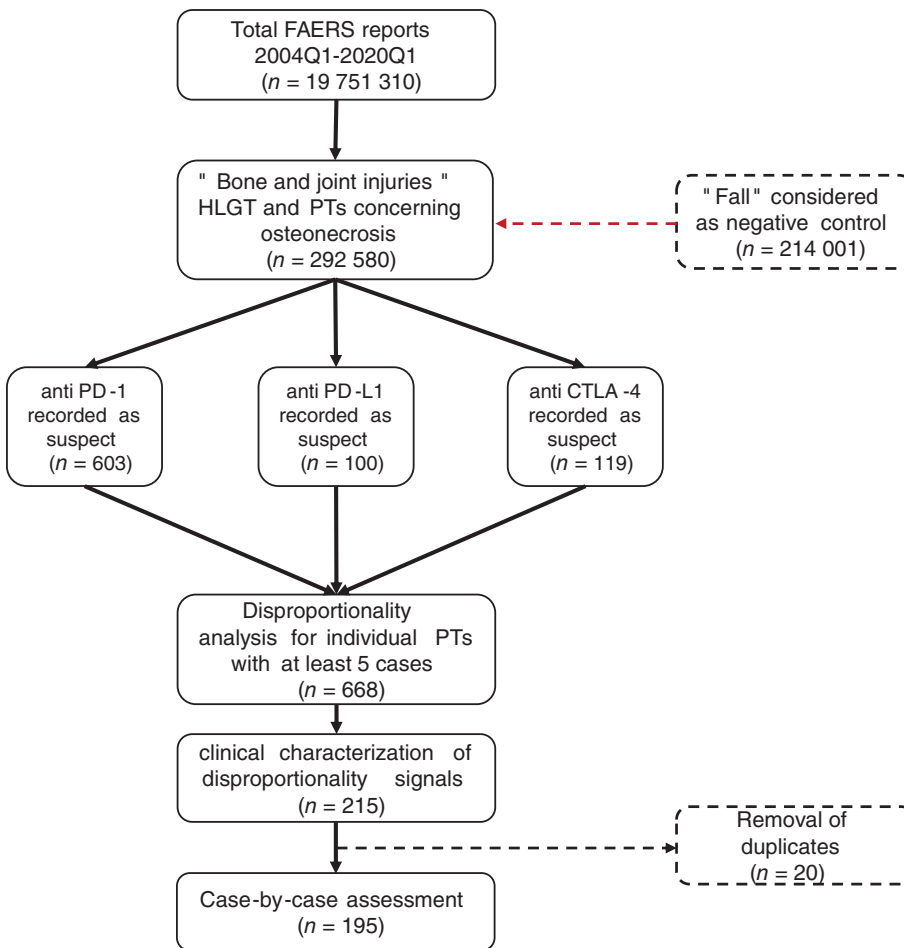 Total FAERS reports
2004Q1-2020Q1
(n = 19 751 310)
" Bone and joint injuries "
HLGT and PTs concerning
osteonecrosis
(n = 292 580)
"Fall" considered
as negative control
(n = 214 001)
anti PD-1
recorded as
suspect
(n = 603)
anti PD-L1
recorded as
suspect
(n = 100)
anti CTLA-4
recorded as
suspect
(n = 119)
Disproportionality
analysis for individual PTs
with at least 5 cases
(n = 668)
clinical characterization of
disproportionality signals
(n = 215)
Removal of
duplicates
(n = 20)
Case-by-case assessment
(n = 195)